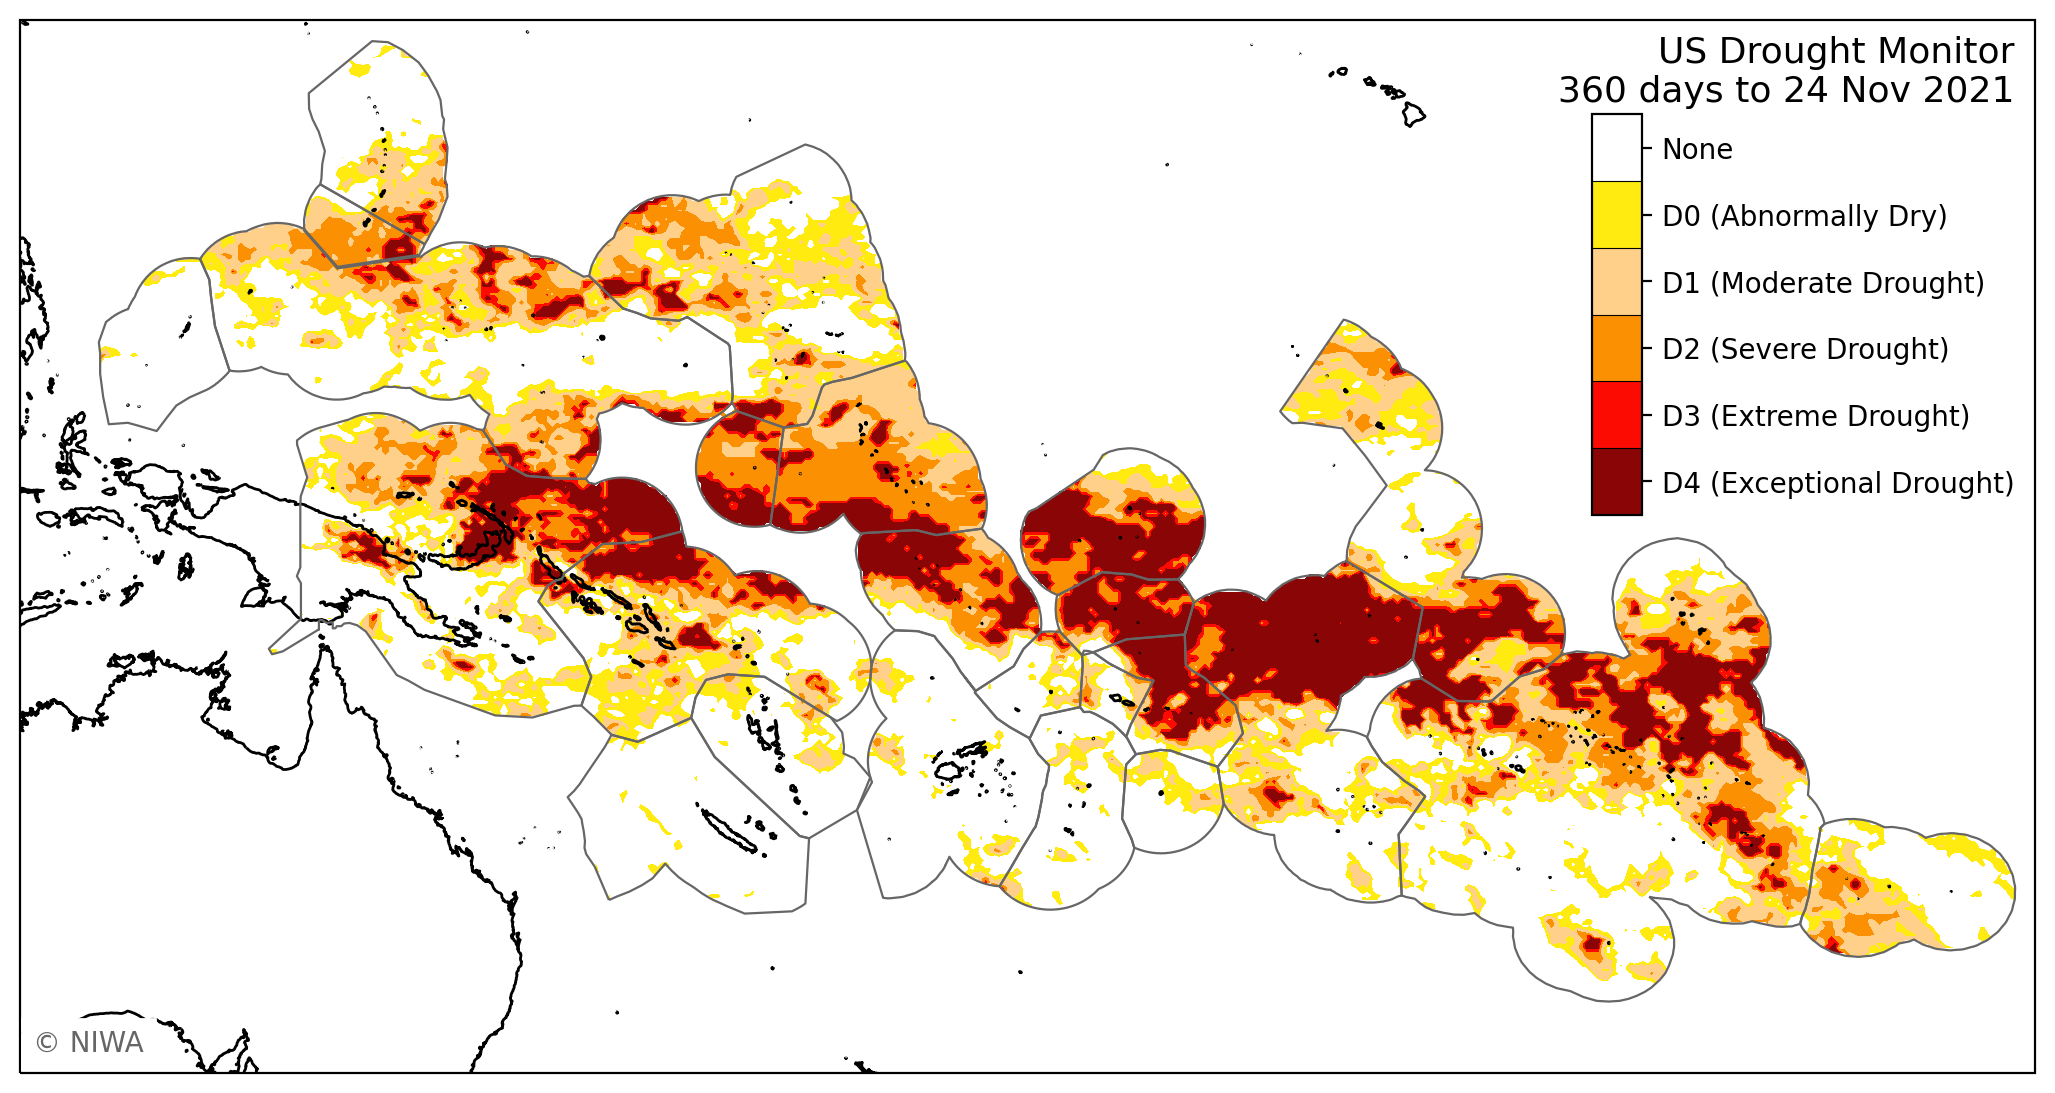 US Drought Monitor
360 days to 24 Nov 2021
None
D0 (Abnormally Dry)
D1 (Moderate Drought)
D2 (Severe Drought)
D3 (Extreme Drought)
D4 (Exceptional Drought)
© NIWA